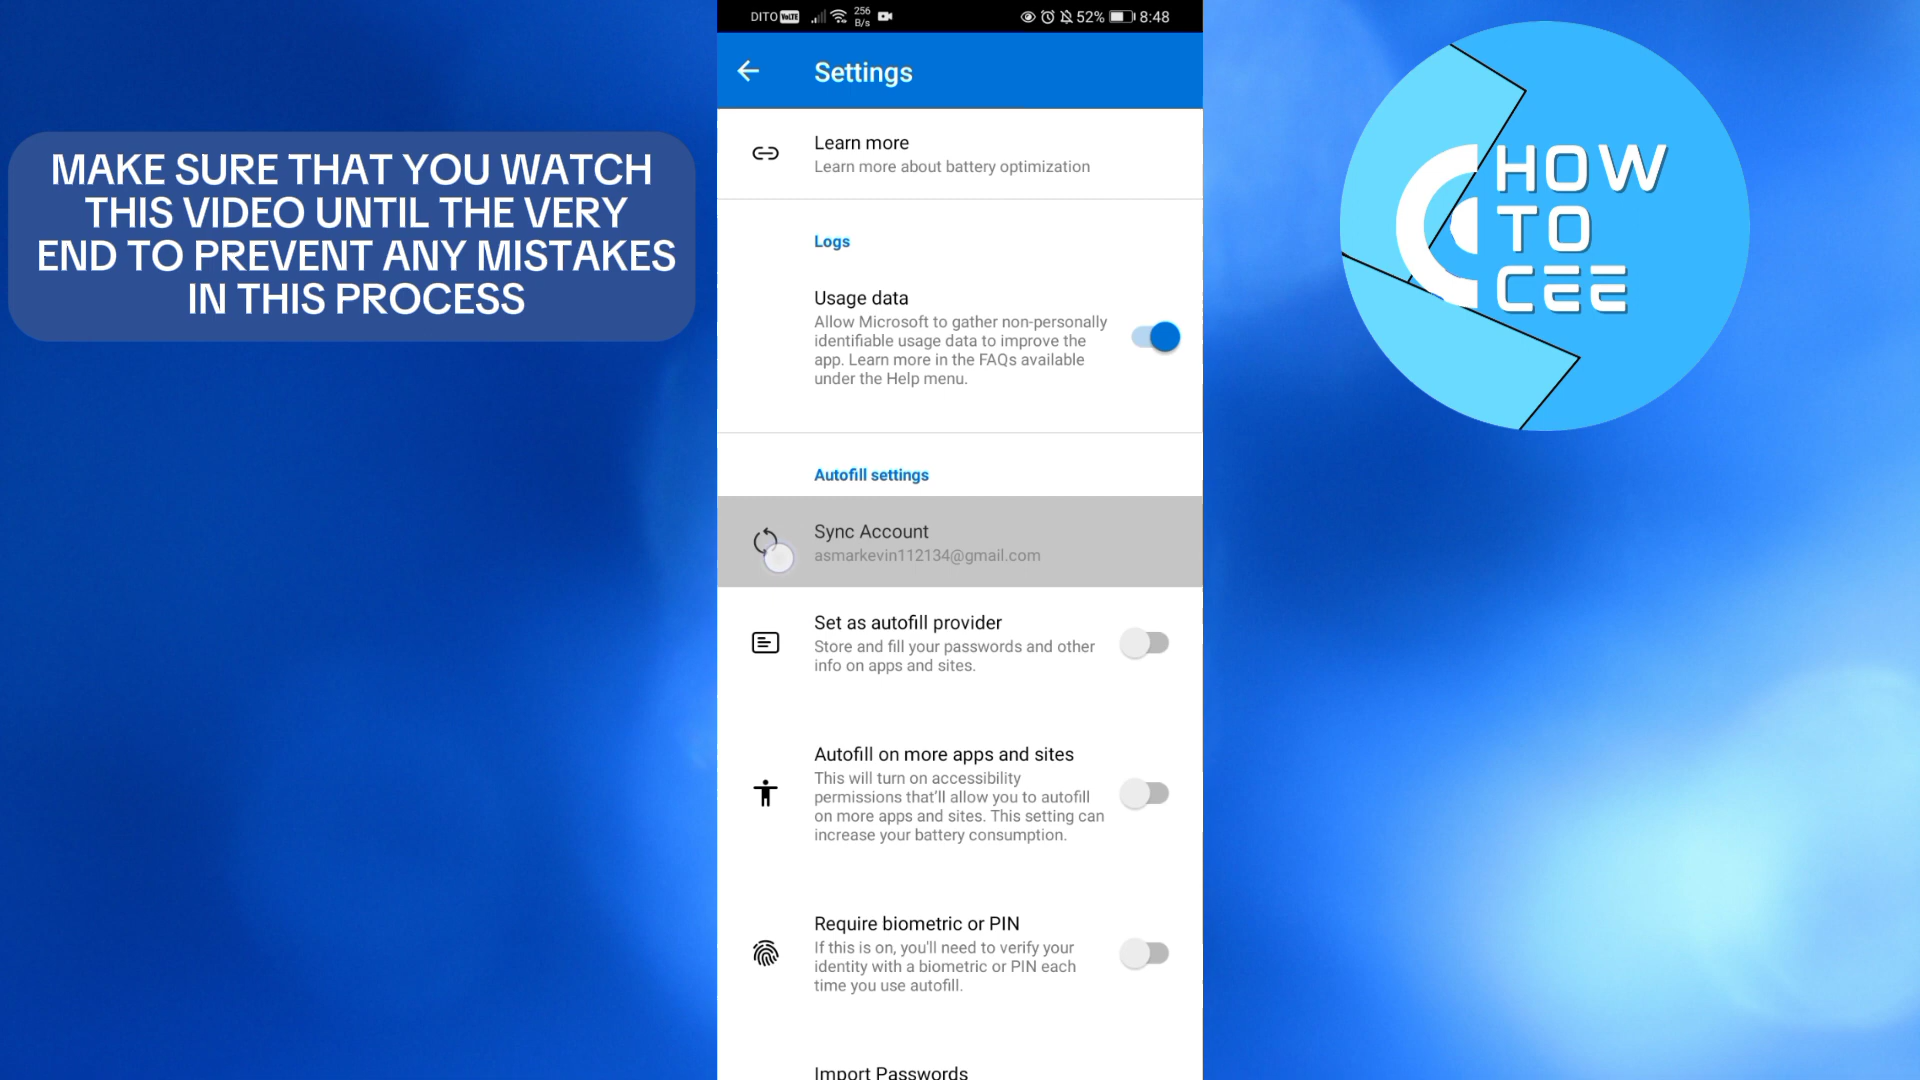 MAKE SURE THAT YOU WATCH
THIS VIDEO UNTIL THE VERY
END TO PREVENT ANY MISTAKES
IN THIS PROCESS
DITO VoLTE 256 B/s 52% 8:48
Settings
Learn more
Learn more about battery optimization
Logs
Usage data
Allow Microsoft to gather non-personally
identifiable usage data to improve the
app. Learn more in the FAQs available
under the Help menu.
Autofill settings
Sync Account
asmarkevin112134@gmail.com
Set as autofill provider
Store and fill your passwords and other
info on apps and sites.
Autofill on more apps and sites
This will turn on accessibility
permissions that'll allow you to autofill
on more apps and sites. This setting can
increase your battery consumption.
Require biometric or PIN
If this is on, you'll need to verify your
identity with a biometric or PIN each
time you use autofill.
Import Passwords
HOW
TO
CEE